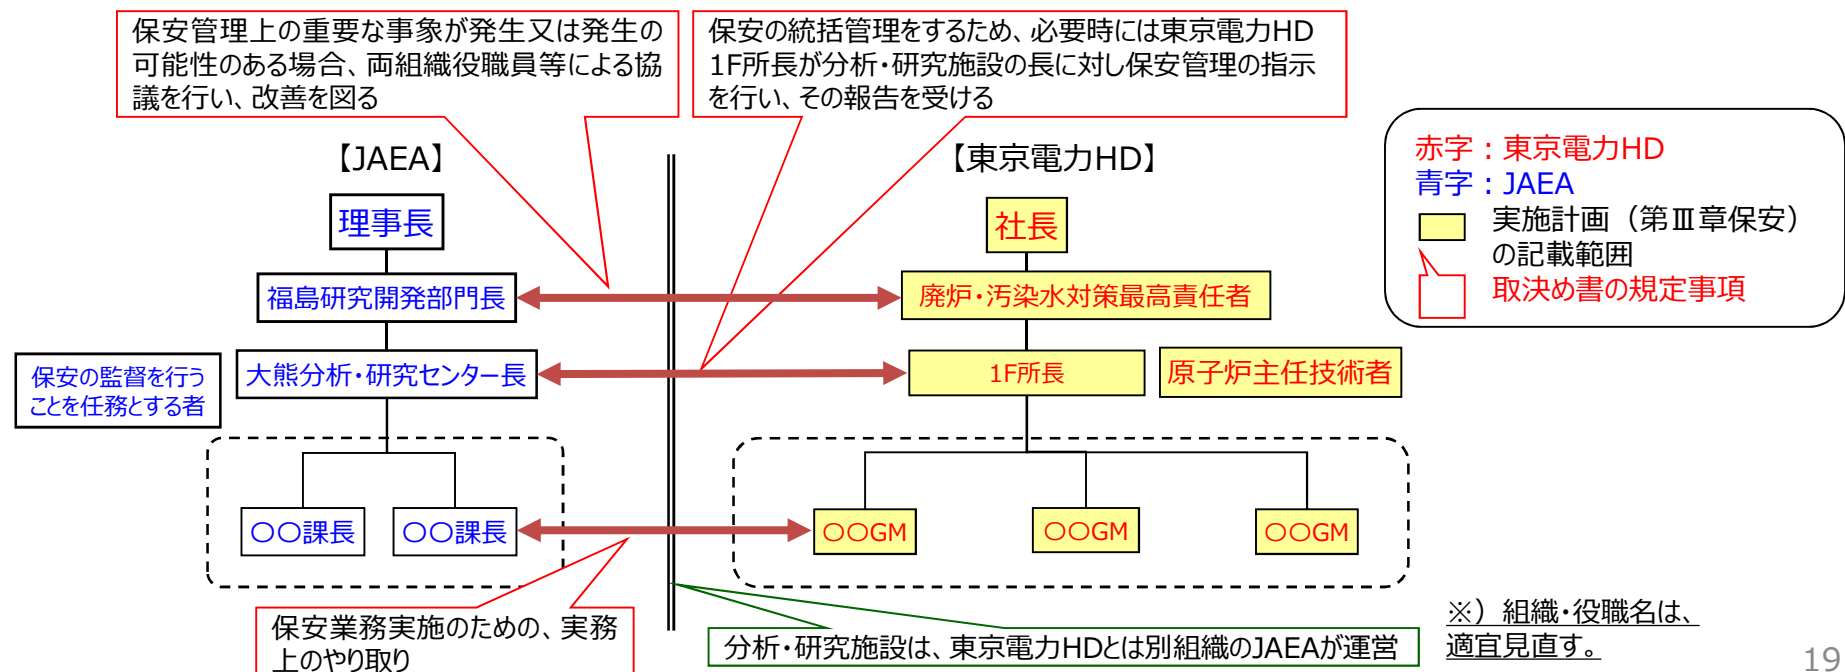 保安管理上の重要な事象が発生又は発生の
可能性のある場合、両組織役職員等による協
議を行い、改善を図る
保安の統括管理をするため、必要時には東京電力HD
1F所長が分析・研究施設の長に対し保安管理の指示
を行い、その報告を受ける
【JAEA】
【東京電力HD】
赤字：東京電力HD
青字：JAEA
実施計画（第Ⅲ章保安）
の記載範囲
取決め書の規定事項
理事長
社長
福島研究開発部門長
廃炉・汚染水対策最高責任者
保安の監督を行う
ことを任務とする者
大熊分析・研究センター長
1F所長
原子炉主任技術者
〇〇課長
〇〇課長
〇〇GM
〇〇GM
〇〇GM
保安業務実施のための、実務
上のやり取り
分析・研究施設は、東京電力HDとは別組織のJAEAが運営
※）組織・役職名は、
適宜見直す。
19